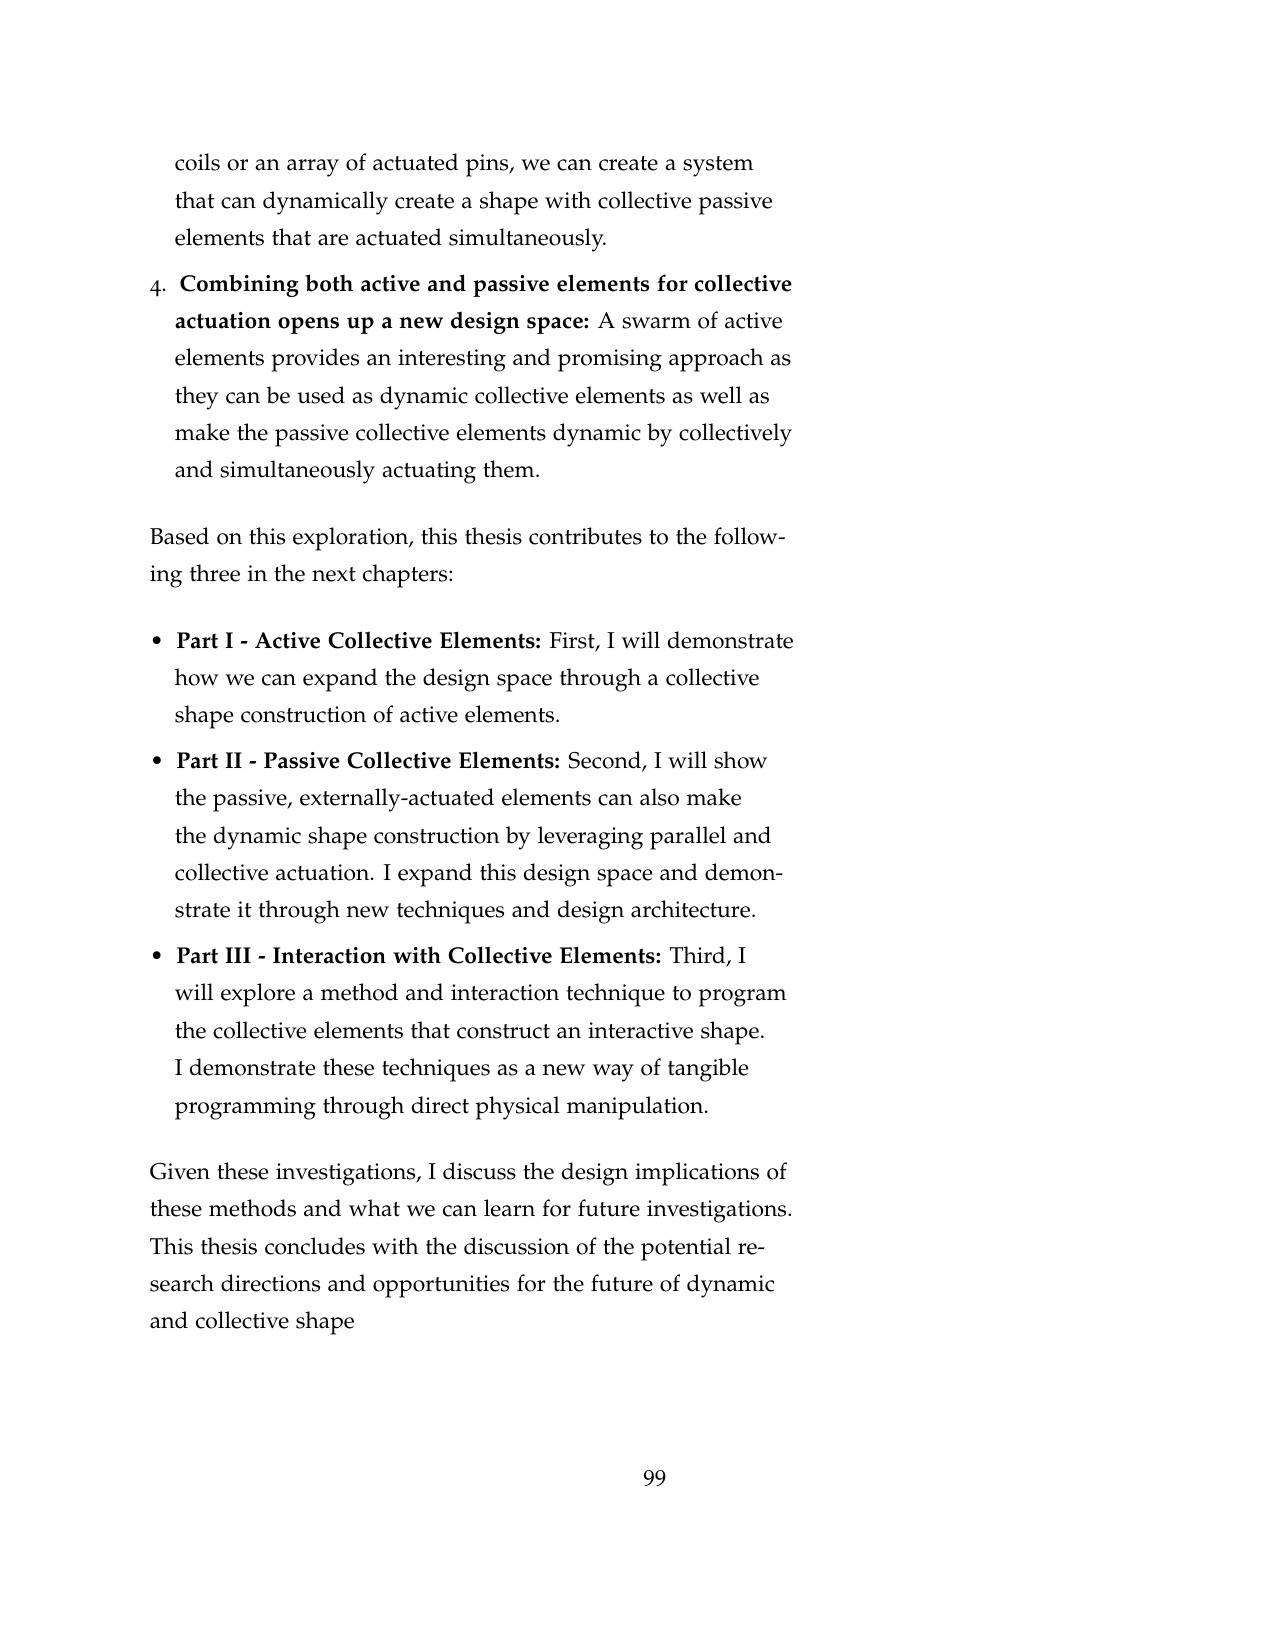 coils or an array of actuated pins, we can create a system
that can dynamically create a shape with collective passive
elements that are actuated simultaneously.
4. Combining both active and passive elements for collective
actuation opens up a new design space: A swarm of active
elements provides an interesting and promising approach as
they can be used as dynamic collective elements as well as
make the passive collective elements dynamic by collectively
and simultaneously actuating them.
Based on this exploration, this thesis contributes to the follow-
ing three in the next chapters:
• Part I - Active Collective Elements: First, I will demonstrate
how we can expand the design space through a collective
shape construction of active elements.
• Part II - Passive Collective Elements: Second, I will show
the passive, externally-actuated elements can also make
the dynamic shape construction by leveraging parallel and
collective actuation. I expand this design space and demon-
strate it through new techniques and design architecture.
• Part III - Interaction with Collective Elements: Third, I
will explore a method and interaction technique to program
the collective elements that construct an interactive shape.
I demonstrate these techniques as a new way of tangible
programming through direct physical manipulation.
Given these investigations, I discuss the design implications of
these methods and what we can learn for future investigations.
This thesis concludes with the discussion of the potential re-
search directions and opportunities for the future of dynamic
and collective shape
99